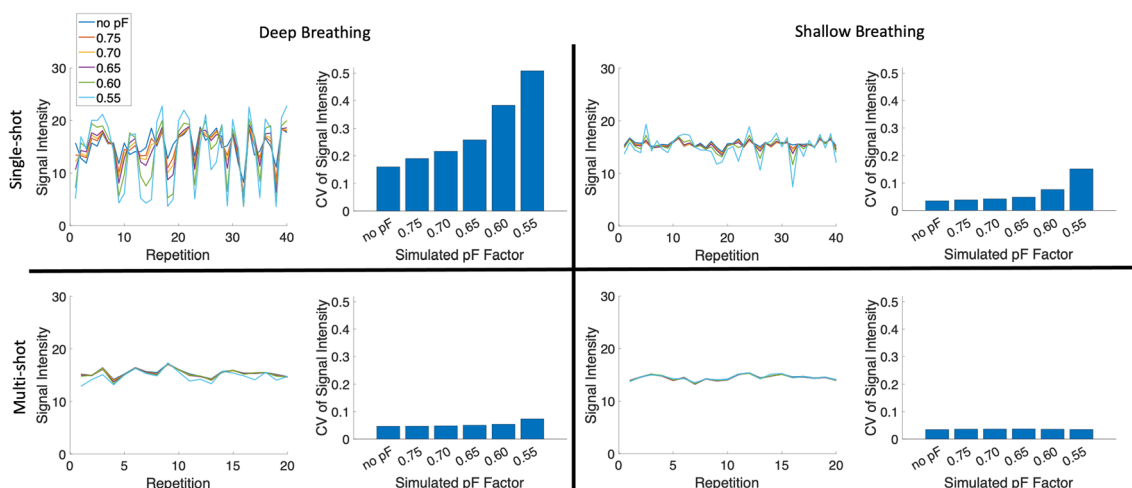 no pF
0.75
0.70
0.65
0.60
0.55
Deep Breathing
Shallow Breathing
Single-shot
Signal Intensity
30
20
10
0
0 10 20 30 40
Repetition
CV of Signal Intensity
0.5
0.4
0.3
0.2
0.1
0
no pF 0.75 0.70 0.65 0.60 0.55
Simulated pF Factor
Signal Intensity
30
20
10
0
0 10 20 30 40
Repetition
CV of Signal Intensity
0.5
0.4
0.3
0.2
0.1
0
no pF 0.75 0.70 0.65 0.60 0.55
Simulated pF Factor
Multi-shot
Signal Intensity
30
20
10
0
0 5 10 15 20
Repetition
CV of Signal Intensity
0.5
0.4
0.3
0.2
0.1
0
no pF 0.75 0.70 0.65 0.60 0.55
Simulated pF Factor
Signal Intensity
30
20
10
0
0 5 10 15 20
Repetition
CV of Signal Intensity
0.5
0.4
0.3
0.2
0.1
0
no pF 0.75 0.70 0.65 0.60 0.55
Simulated pF Factor